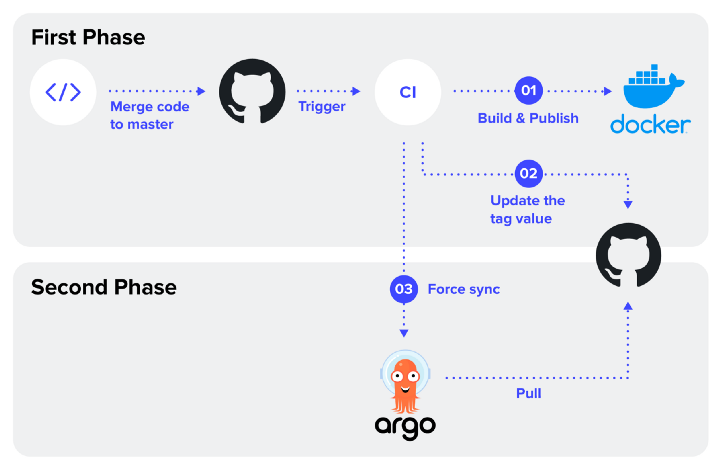 First Phase
</>
Merge code
to master
Trigger
CI
01
Build & Publish
docker
02
Update the
tag value
Second Phase
03
Force sync
argo
Pull